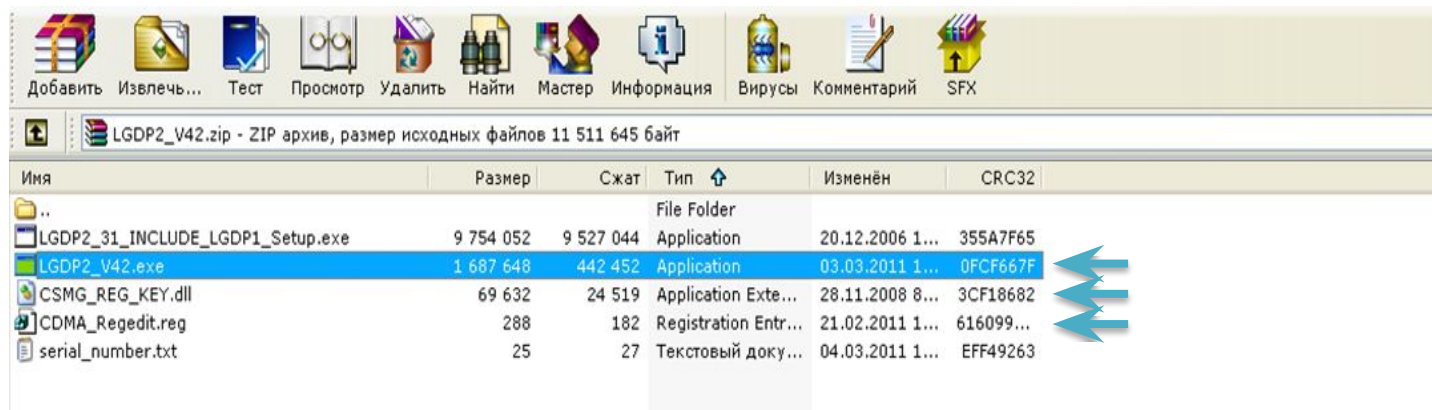 Добавить Извлечь... Тест Просмотр Удалить Найти Мастер Информация Вирусы Комментарий SFX
LGDP2_V42.zip - ZIP архив, размер исходных файлов 11 511 645 байт
Имя Размер Сжат Тип Изменён CRC32
.. File Folder
LGDP2_31_INCLUDE_LGDP1_Setup.exe 9 754 052 9 527 044 Application 20.12.2006 1... 355A7F65
LGDP2_V42.exe 1 687 648 442 452 Application 03.03.2011 1... 0FCF667F
CSMG_REG_KEY.dll 69 632 24 519 Application Exte... 28.11.2008 8... 3CF18682
CDMA_Regedit.reg 288 182 Registration Entr... 21.02.2011 1... 616099...
serial_number.txt 25 27 Текстовый доку... 04.03.2011 1... EFF49263